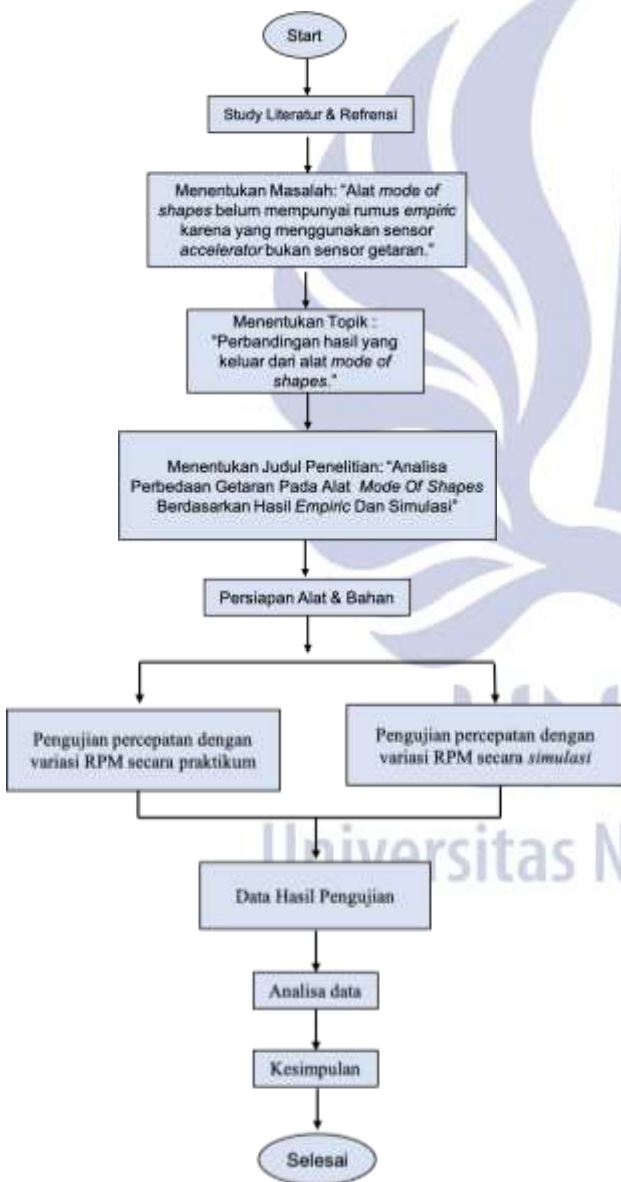 Start
Study Literatur & Refrensi
Menentukan Masalah: "Alat mode of
shapes belum mempunyai rumus empiric
karena yang menggunakan sensor
accelerator bukan sensor getaran."
Menentukan Topik :
"Perbandingan hasil yang
keluar dari alat mode of
shapes."
Menentukan Judul Penelitian: "Analisa
Perbedaan Getaran Pada Alat Mode Of Shapes
Berdasarkan Hasil Empiric Dan Simulasi"
Persiapan Alat & Bahan
Pengujian percepatan dengan
variasi RPM secara praktikum
Pengujian percepatan dengan
variasi RPM secara simulasi
Universitas N
Data Hasil Pengujian
Analisa data
Kesimpulan
Selesai